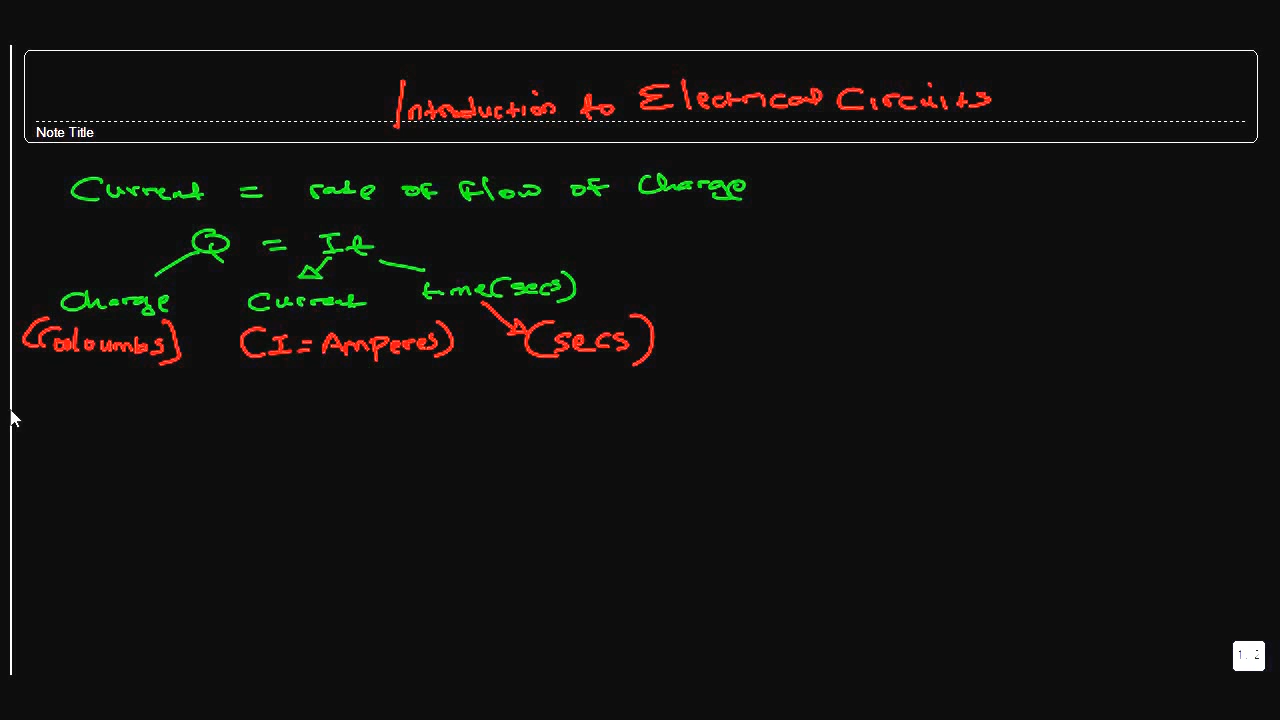 Introduction to Electrical Circuits
Note Title
Current = rate of Flow of Charge
Q = It
Charge Current time (secs)
(Coloumbs) (I = Amperes) (secs)